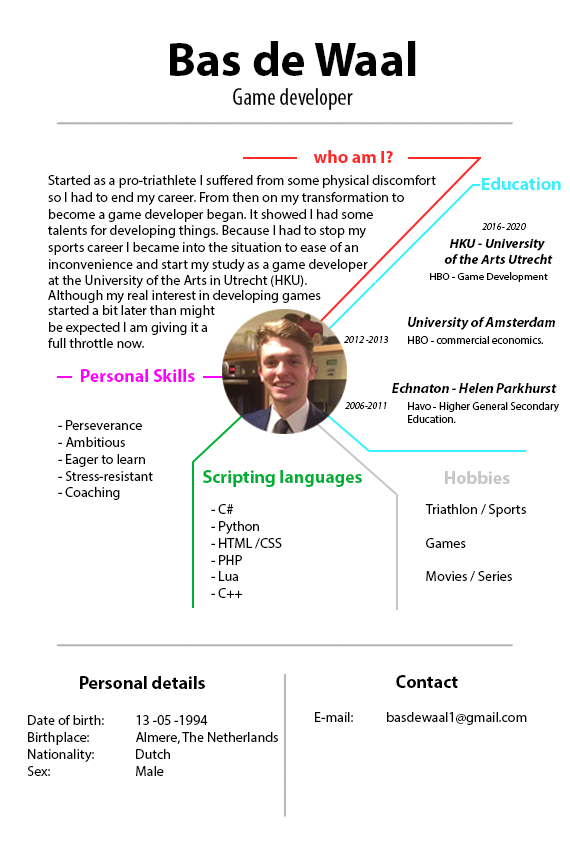 Bas de Waal
Game developer
who am I?
Started as a pro-triathlete I suffered from some physical discomfort
so I had to end my career. From then on my transformation to
become a game developer began. It showed I had some
talents for developing things. Because I had to stop my
sports career I became into the situation to ease of an
inconvenience and start my study as a game developer
at the University of the Arts in Utrecht (HKU).
Although my real interest in developing games
started a bit later than might
be expected I am giving it a
full throttle now.
Education
2016-2020
HKU - University
of the Arts Utrecht
HBO - Game Development
University of Amsterdam
2012 -2013 HBO - commercial economics.
Echnaton - Helen Parkhurst
2006-2011 Havo - Higher General Secondary
Education.
Personal Skills
- Perseverance
- Ambitious
- Eager to learn
- Stress-resistant
- Coaching
Scripting languages
- C#
- Python
- HTML /CSS
- PHP
- Lua
- C++
Hobbies
Triathlon / Sports
Games
Movies / Series
Personal details
Date of birth: 13 -05 -1994
Birthplace: Almere, The Netherlands
Nationality: Dutch
Sex: Male
Contact
E-mail: basdewaal1@gmail.com